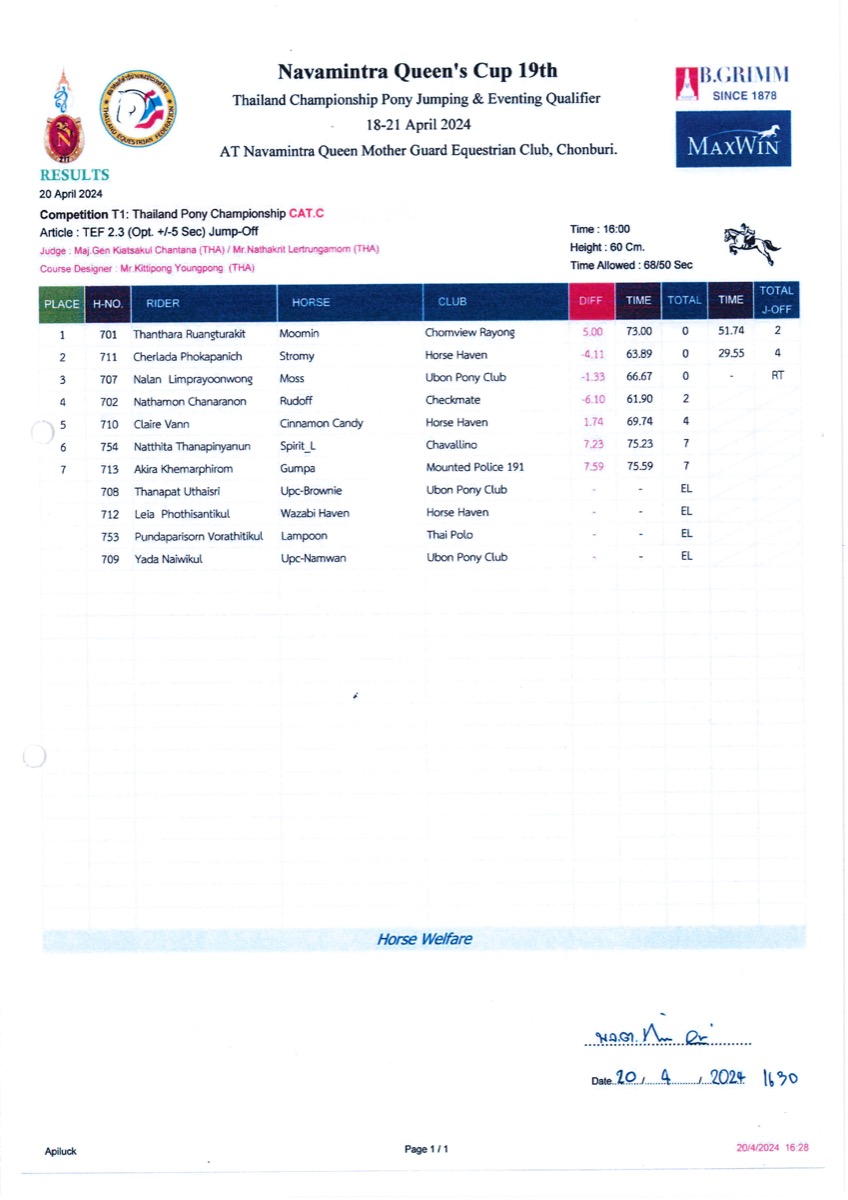 Navamintra Queen's Cup 19th
Thailand Championship Pony Jumping & Eventing Qualifier
18-21 April 2024
AT Navamintra Queen Mother Guard Equestrian Club, Chonburi.
B.GRIMM
SINCE 1878
MAXWIN
THAILAND EQUESTRIAN FEDERATION
RESULTS
20 April 2024
Competition T1: Thailand Pony Championship CAT.C
Article : TEF 2.3 (Opt. +/-5 Sec) Jump-Off
Judge : Maj.Gen Kiatsakul Chantana (THA) / Mr.Nathakrit Lertrungamorn (THA)
Course Designer : Mr.Kittipong Youngpong (THA)
Time : 16:00
Height : 60 Cm.
Time Allowed : 68/50 Sec
PLACE H-NO. RIDER HORSE CLUB DIFF TIME TOTAL TIME TOTAL J-OFF
1 701 Thanthara Ruangturakit Moomin Chomview Rayong 5.00 73.00 0 51.74 2
2 711 Cherlada Phokapanich Stromy Horse Haven -4.11 63.89 0 29.55 4
3 707 Nalan Limprayoonwong Moss Ubon Pony Club -1.33 66.67 0 - RT
4 702 Nathamon Chanaranon Rudoff Checkmate -6.10 61.90 2
5 710 Claire Vann Cinnamon Candy Horse Haven 1.74 69.74 4
6 754 Natthita Thanapinyanun Spirit_L Chavallino 7.23 75.23 7
7 713 Akira Khemarphirom Gumpa Mounted Police 191 7.59 75.59 7
708 Thanapat Uthaisri Upc-Brownie Ubon Pony Club - - EL
712 Leia Phothisantikul Wazabi Haven Horse Haven - - EL
753 Pundaparisorn Vorathitikul Lampoon Thai Polo - - EL
709 Yada Naiwikul Upc-Namwan Ubon Pony Club - - EL
Horse Welfare
Date 20 / 4 / 2024 1630
Apiluck
Page 1 / 1
20/4/2024 16:28